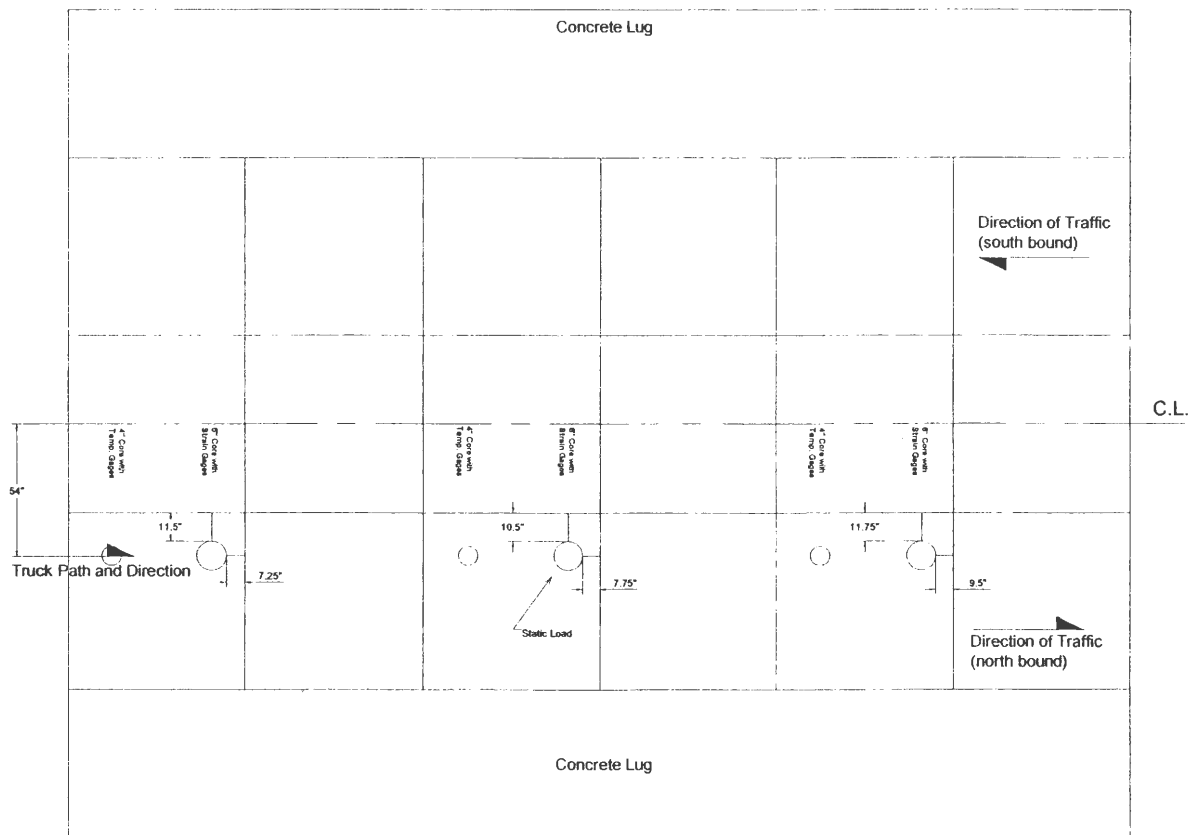 Concrete Lug
Direction of Traffic
(south bound)
C.L.
4" Core with
Temp. Gages
6" Core with
Strain Gages
4" Core with
Temp. Gages
6" Core with
Strain Gages
4" Core with
Temp. Gages
6" Core with
Strain Gages
54"
11.5"
10.5"
11.75"
Truck Path and Direction
7.25"
7.75"
9.5"
Static Load
Direction of Traffic
(north bound)
Concrete Lug